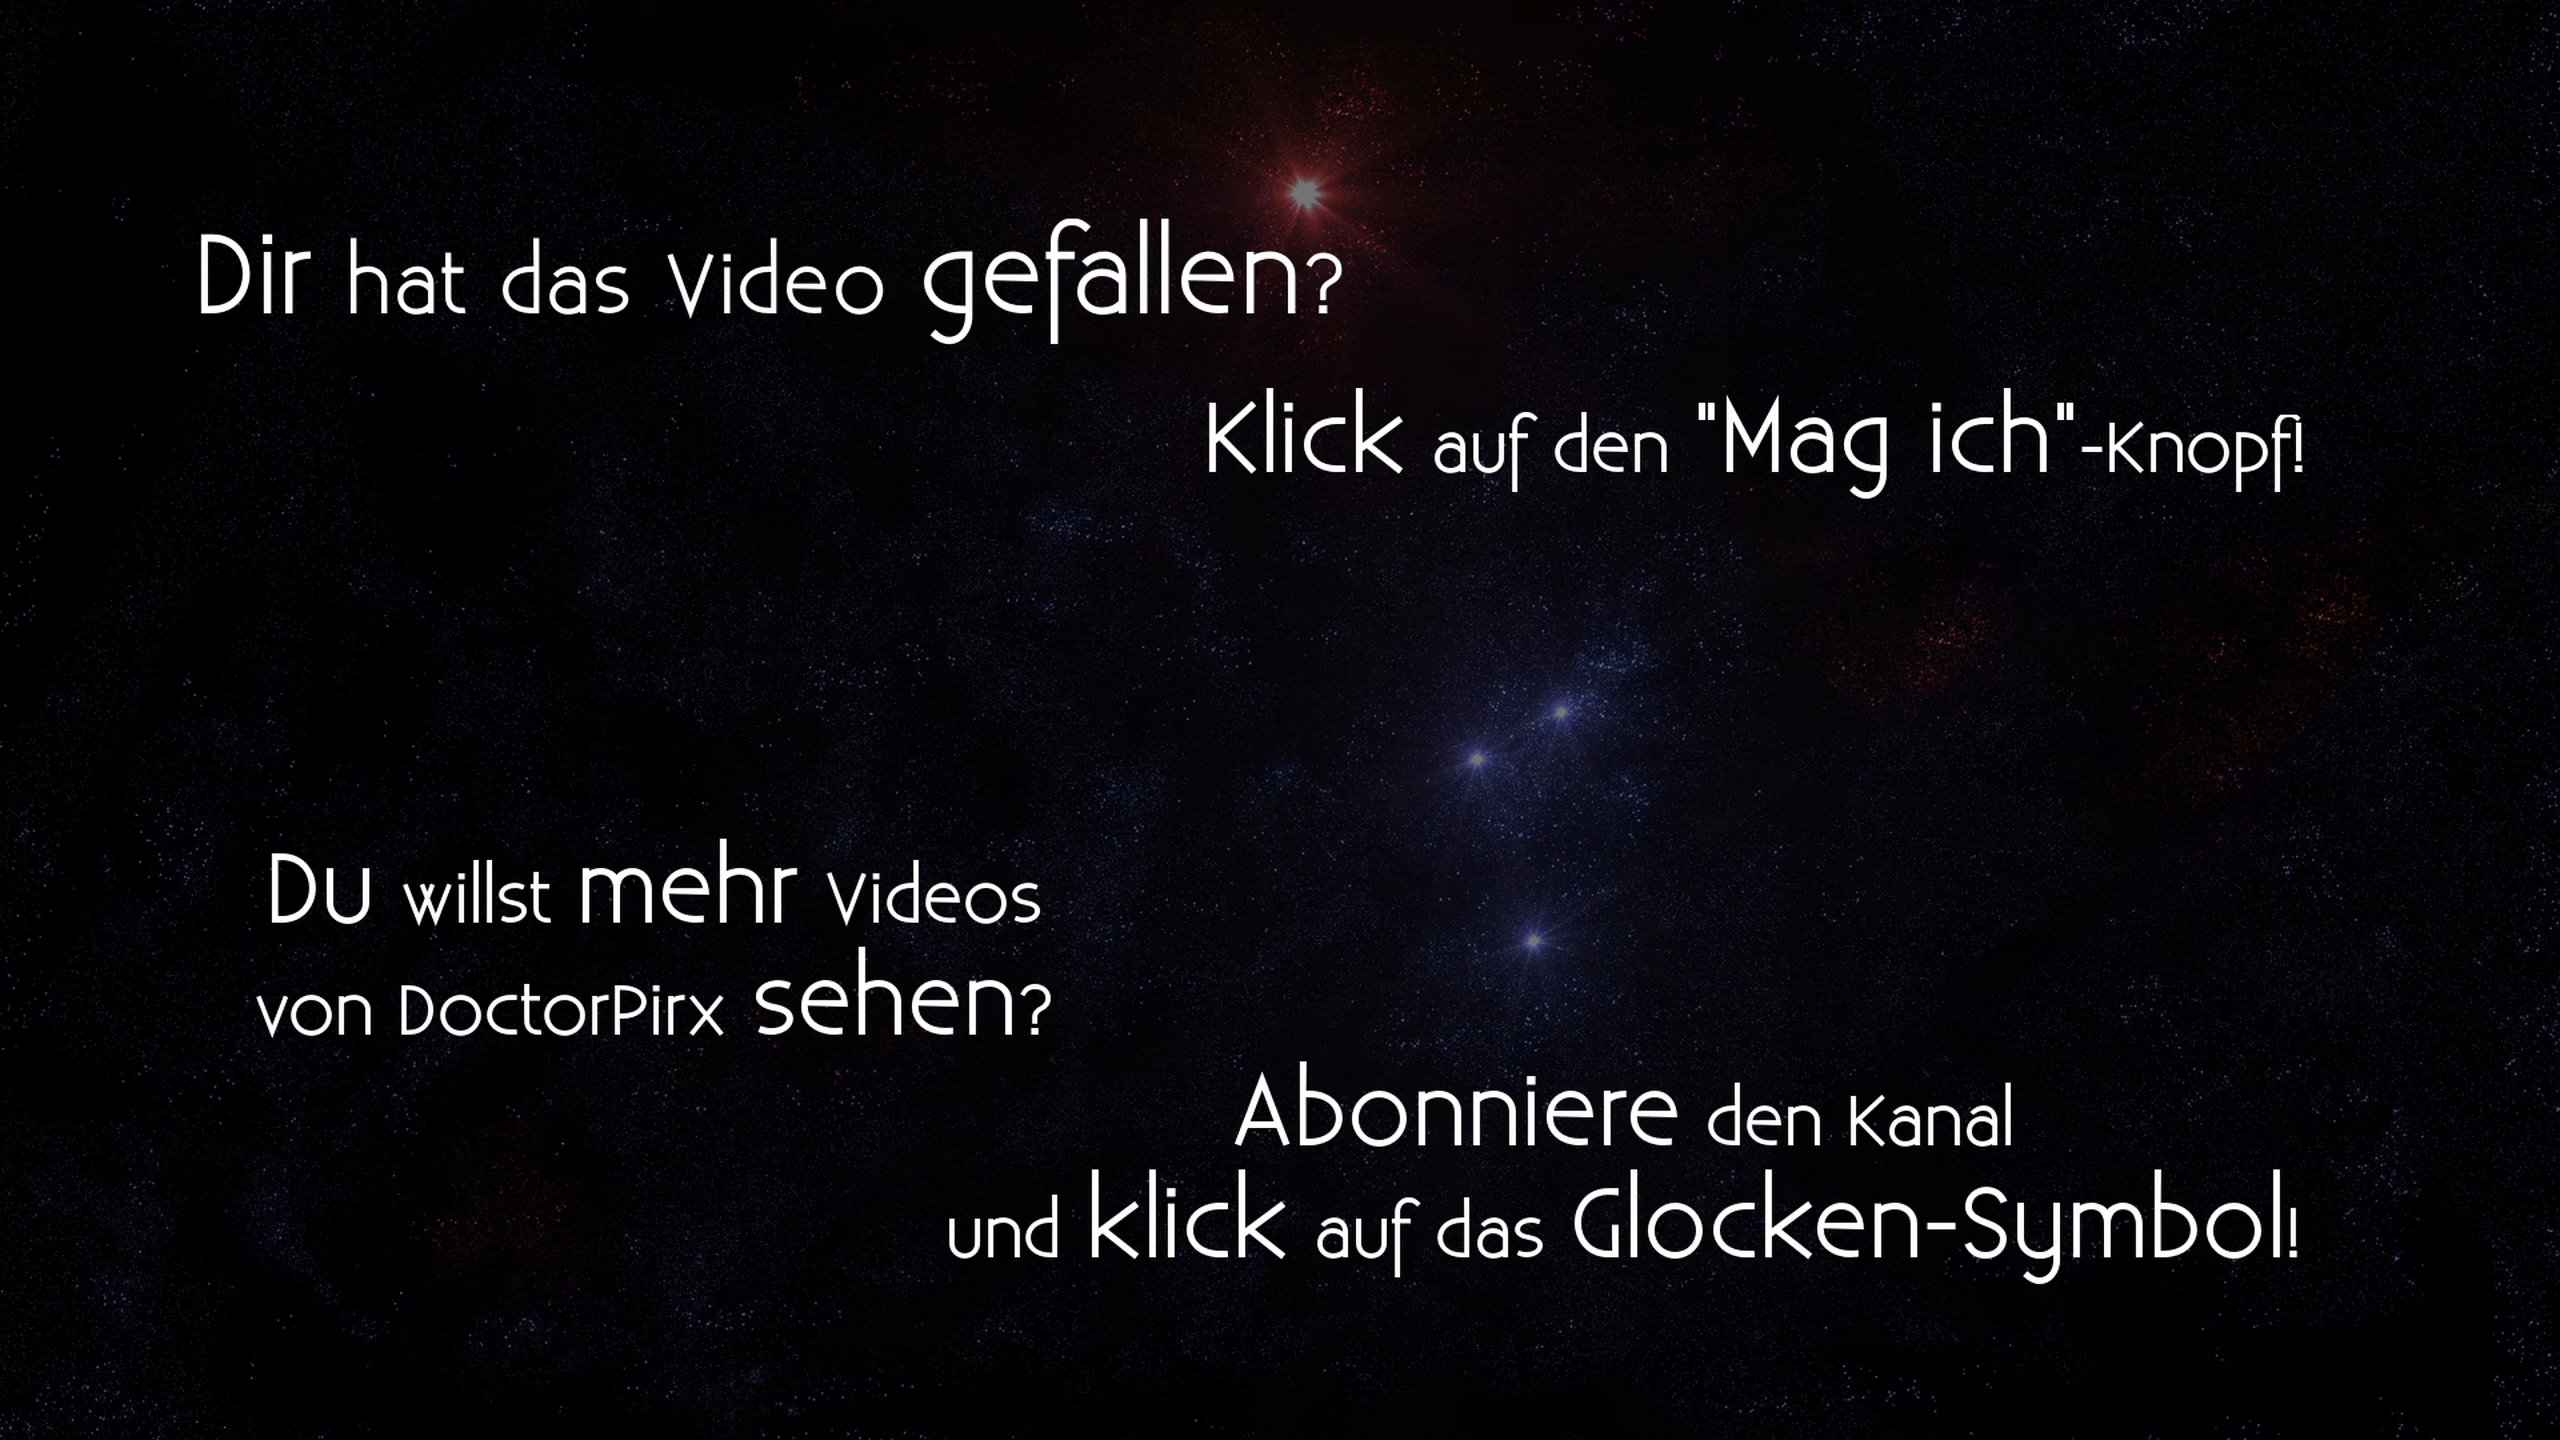 Dir hat das Video gefallen?
Klick auf den "Mag ich"-Knopf!
Du willst mehr Videos
von DoctorPirx sehen?
Abonniere den Kanal
und klick auf das Glocken-Symbol!